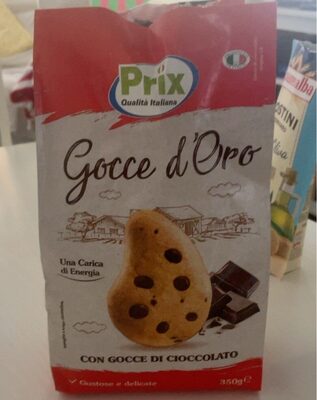 Prix
Qualità Italiana
Gocce d'Oro
Una Carica
di Energia
CON GOCCE DI CIOCCOLATO
Gustose e delicate
350g e